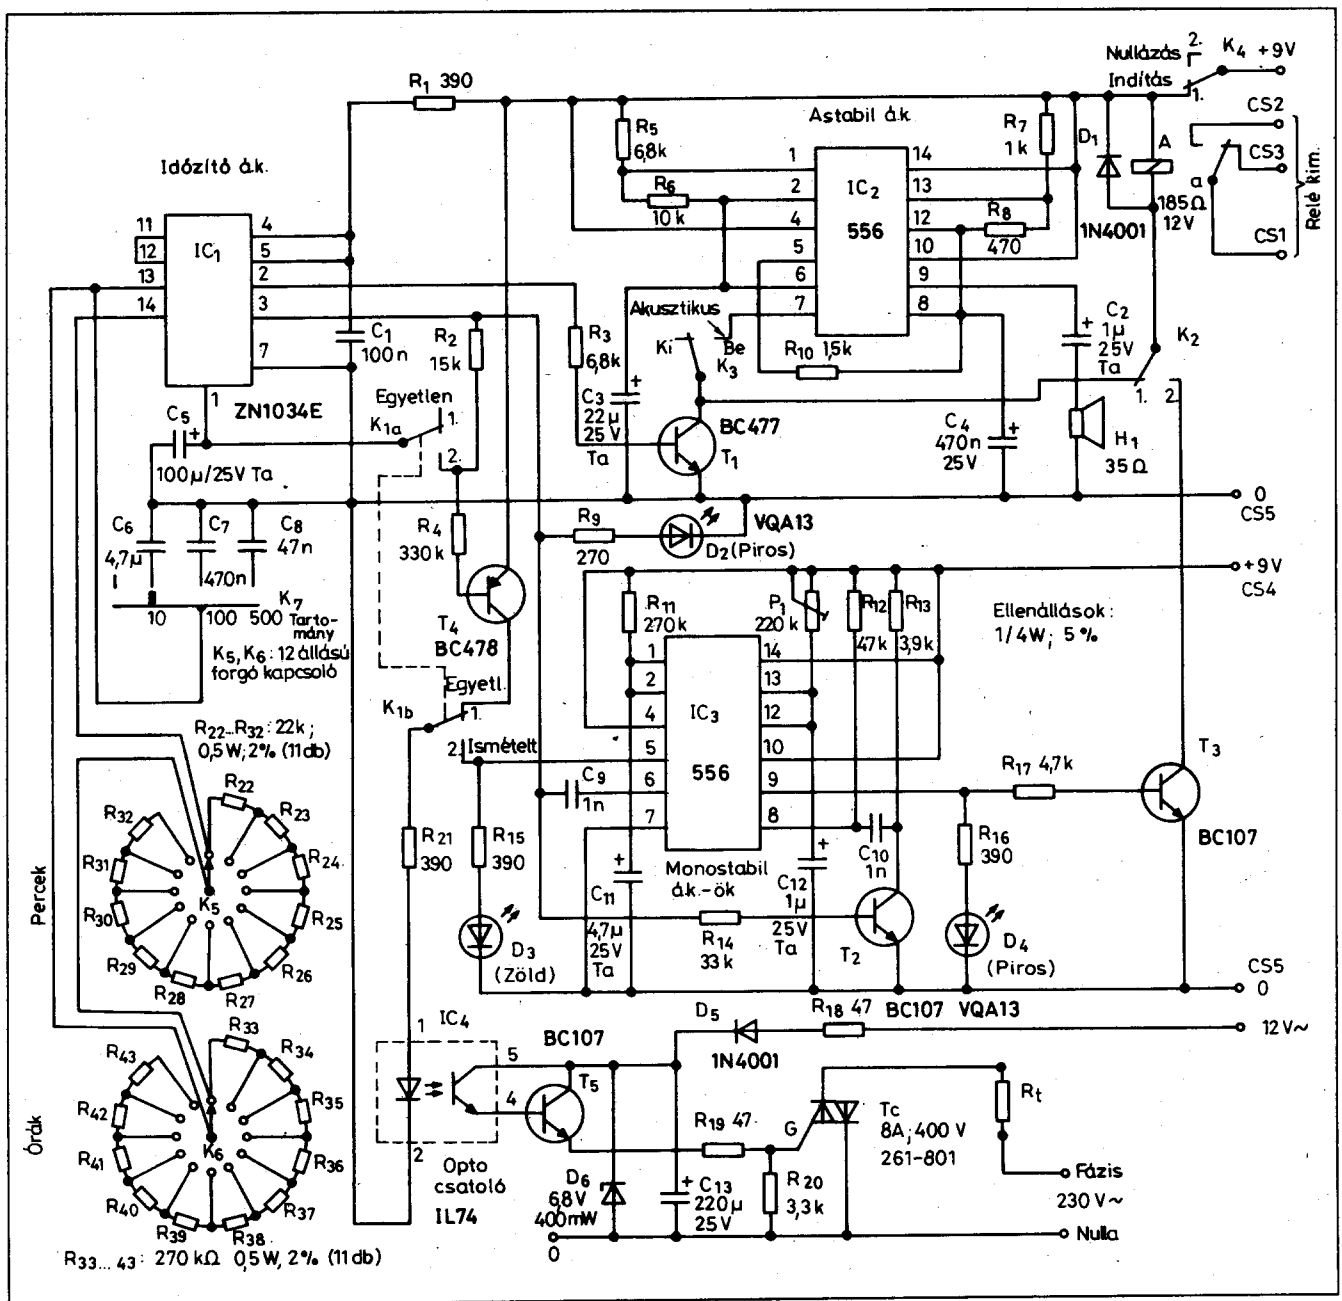 Nullázás 2. K4 +9V
Indítás 1.
R1 390
Astabil á.k.
CS2
CS3
CS1
Relé kim.
R5 6,8k
R6 10k
R7 1k
D1 1N4001
A
a
185Ω
12V
Időzítő á.k.
IC1
ZN1034E
11
12
13
14
4
5
2
3
7
1
IC2
556
1
2
4
5
6
7
14
13
12
10
9
8
R8 470
Akusztikus
Ki
Be
K3
R10 1,5k
C2
1µ
25V
Ta
K2
1.
2.
C1
100n
R2
15k
R3
6,8k
C3
22µ
25V
Ta
BC477
T1
C4
470n
25V
H1
35Ω
Egyetlen
K1a
1.
2.
C5
100µ/25V Ta
C6
4,7µ
C7
470n
C8
47n
R4
330k
R9
270
VQA13
D2 (Piros)
0
CS5
+9V
CS4
K7
10 100 500 Tarto-
mány
K5, K6: 12 állású
forgó kapcsoló
T4
BC478
R11
270k
P1
220k
R12
47k
R13
3,9k
Ellenállások:
1/4W; 5%
Egyetl.
K1b
1.
2. Ismételt
IC3
556
1
2
4
5
6
7
14
13
12
10
9
8
Monostabil
á.k.-ök
R22...R32: 22k;
0,5W; 2% (11db)
C9
1n
R21
390
R15
390
C10
1n
C11
4,7µ
25V
Ta
C12
1µ
25V
Ta
R17 4,7k
T3
BC107
R16
390
R14
33k
T2
BC107
D3
(Zöld)
D4
(Piros)
VQA13
CS5
0
Percek
K5
R22
R23
R24
R25
R26
R27
R28
R29
R30
R31
R32
Órák
K6
R33
R34
R35
R36
R37
R38
R39
R40
R41
R42
R43
R33...43: 270 kΩ 0,5W, 2% (11db)
1
IC4
5
4
2
Opto
csatoló
IL74
BC107
T5
D5
1N4001
R18 47
12V~
R19 47
G
Tc
8A; 400 V
261-801
Rt
D6
6,8V
400mW
0
C13
220µ
25V
R20
3,3k
Fázis
230 V~
Nulla